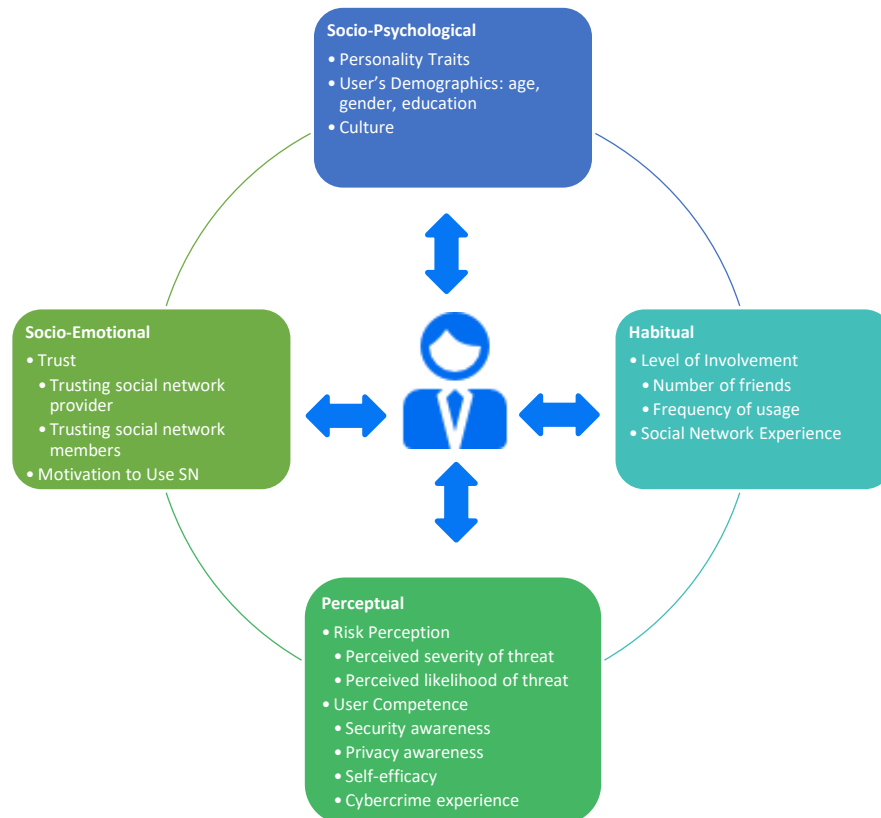 Socio-Psychological
• Personality Traits
• User’s Demographics: age,
gender, education
• Culture
Socio-Emotional
• Trust
• Trusting social network
provider
• Trusting social network
members
• Motivation to Use SN
Habitual
• Level of Involvement
• Number of friends
• Frequency of usage
• Social Network Experience
Perceptual
• Risk Perception
• Perceived severity of threat
• Perceived likelihood of threat
• User Competence
• Security awareness
• Privacy awareness
• Self-efficacy
• Cybercrime experience